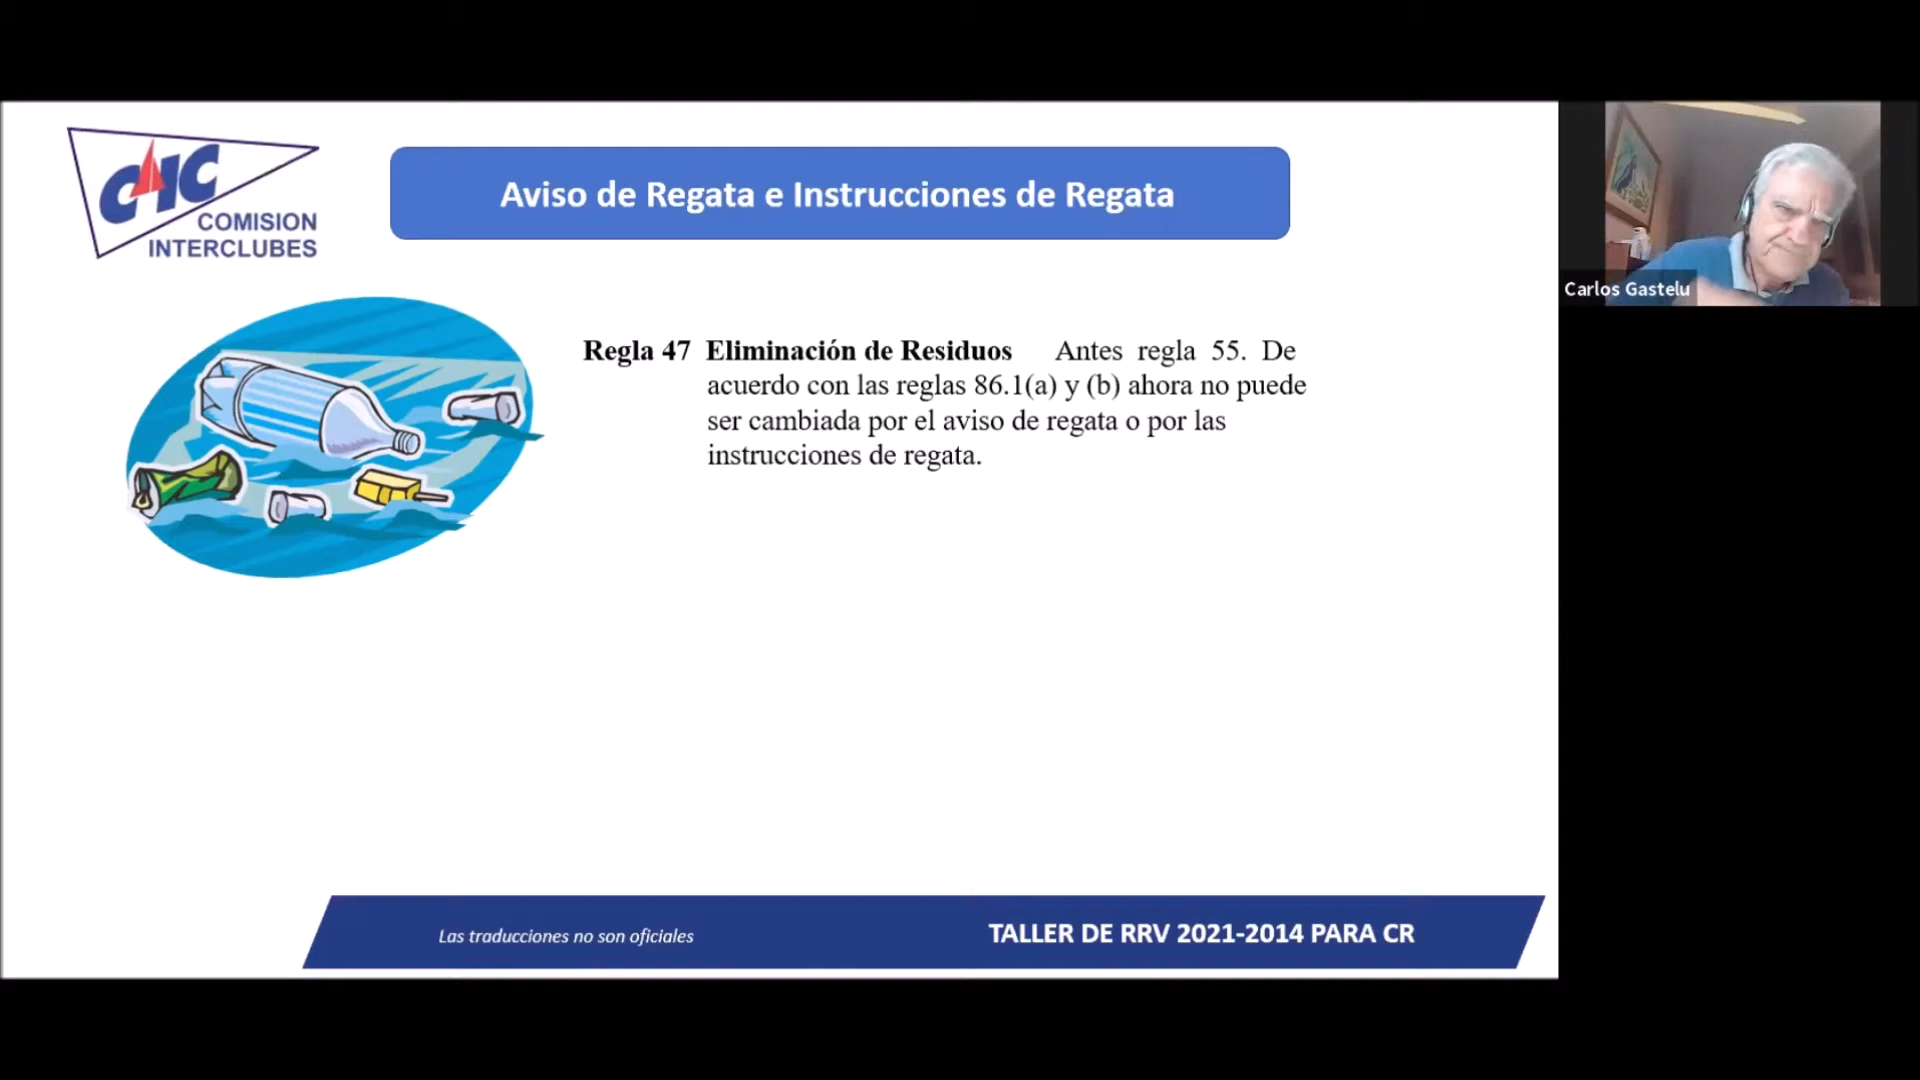 CIC
COMISION
INTERCLUBES
Aviso de Regata e Instrucciones de Regata
Carlos Gastelu
Regla 47 Eliminación de Residuos Antes regla 55. De
acuerdo con las reglas 86.1(a) y (b) ahora no puede
ser cambiada por el aviso de regata o por las
instrucciones de regata.
Las traducciones no son oficiales
TALLER DE RRV 2021-2014 PARA CR